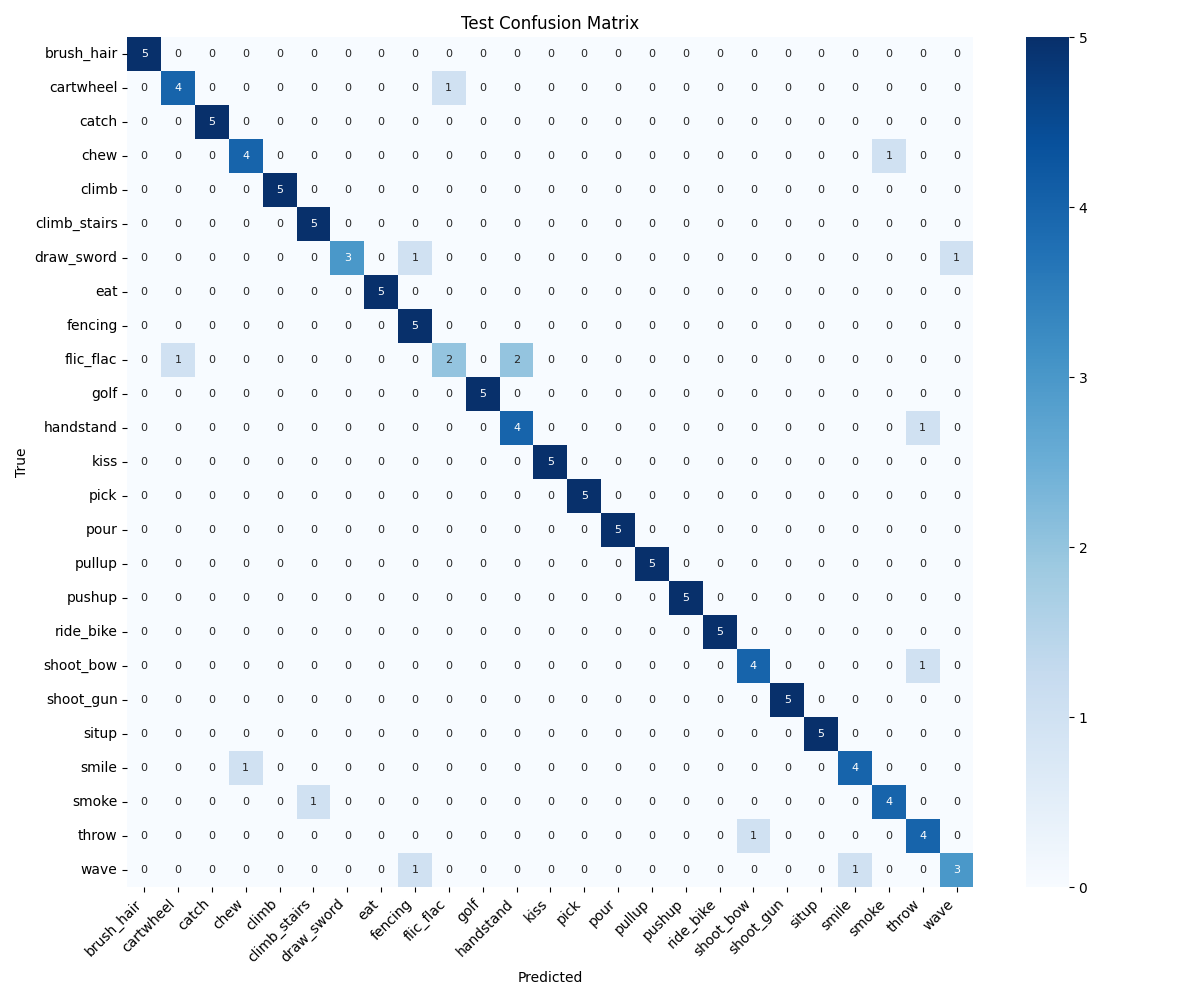 Test Confusion Matrix
brush_hair 5 0 0 0 0 0 0 0 0 0 0 0 0 0 0 0 0 0 0 0 0 0 0 0 0
cartwheel 0 4 0 0 0 0 0 0 0 1 0 0 0 0 0 0 0 0 0 0 0 0 0 0 0
catch 0 0 5 0 0 0 0 0 0 0 0 0 0 0 0 0 0 0 0 0 0 0 0 0 0
chew 0 0 0 4 0 0 0 0 0 0 0 0 0 0 0 0 0 0 0 0 0 0 1 0 0
climb 0 0 0 0 5 0 0 0 0 0 0 0 0 0 0 0 0 0 0 0 0 0 0 0 0
climb_stairs 0 0 0 0 0 5 0 0 0 0 0 0 0 0 0 0 0 0 0 0 0 0 0 0 0
draw_sword 0 0 0 0 0 0 3 0 1 0 0 0 0 0 0 0 0 0 0 0 0 0 0 0 1
eat 0 0 0 0 0 0 0 5 0 0 0 0 0 0 0 0 0 0 0 0 0 0 0 0 0
fencing 0 0 0 0 0 0 0 0 5 0 0 0 0 0 0 0 0 0 0 0 0 0 0 0 0
flic_flac 0 1 0 0 0 0 0 0 0 2 0 2 0 0 0 0 0 0 0 0 0 0 0 0 0
golf 0 0 0 0 0 0 0 0 0 0 5 0 0 0 0 0 0 0 0 0 0 0 0 0 0
handstand 0 0 0 0 0 0 0 0 0 0 0 4 0 0 0 0 0 0 0 0 0 0 0 1 0
kiss 0 0 0 0 0 0 0 0 0 0 0 0 5 0 0 0 0 0 0 0 0 0 0 0 0
pick 0 0 0 0 0 0 0 0 0 0 0 0 0 5 0 0 0 0 0 0 0 0 0 0 0
pour 0 0 0 0 0 0 0 0 0 0 0 0 0 0 5 0 0 0 0 0 0 0 0 0 0
pullup 0 0 0 0 0 0 0 0 0 0 0 0 0 0 0 5 0 0 0 0 0 0 0 0 0
pushup 0 0 0 0 0 0 0 0 0 0 0 0 0 0 0 0 5 0 0 0 0 0 0 0 0
ride_bike 0 0 0 0 0 0 0 0 0 0 0 0 0 0 0 0 0 5 0 0 0 0 0 0 0
shoot_bow 0 0 0 0 0 0 0 0 0 0 0 0 0 0 0 0 0 0 4 0 0 0 0 1 0
shoot_gun 0 0 0 0 0 0 0 0 0 0 0 0 0 0 0 0 0 0 0 5 0 0 0 0 0
situp 0 0 0 0 0 0 0 0 0 0 0 0 0 0 0 0 0 0 0 0 5 0 0 0 0
smile 0 0 0 1 0 0 0 0 0 0 0 0 0 0 0 0 0 0 0 0 0 4 0 0 0
smoke 0 0 0 0 0 1 0 0 0 0 0 0 0 0 0 0 0 0 0 0 0 0 4 0 0
throw 0 0 0 0 0 0 0 0 0 0 0 0 0 0 0 0 0 0 1 0 0 0 0 4 0
wave 0 0 0 0 0 0 0 0 1 0 0 0 0 0 0 0 0 0 0 0 0 1 0 0 3
True
brush_hair cartwheel catch chew climb climb_stairs draw_sword eat fencing flic_flac golf handstand kiss pick pour pullup pushup ride_bike shoot_bow shoot_gun situp smile smoke throw wave
Predicted
5
4
3
2
1
0